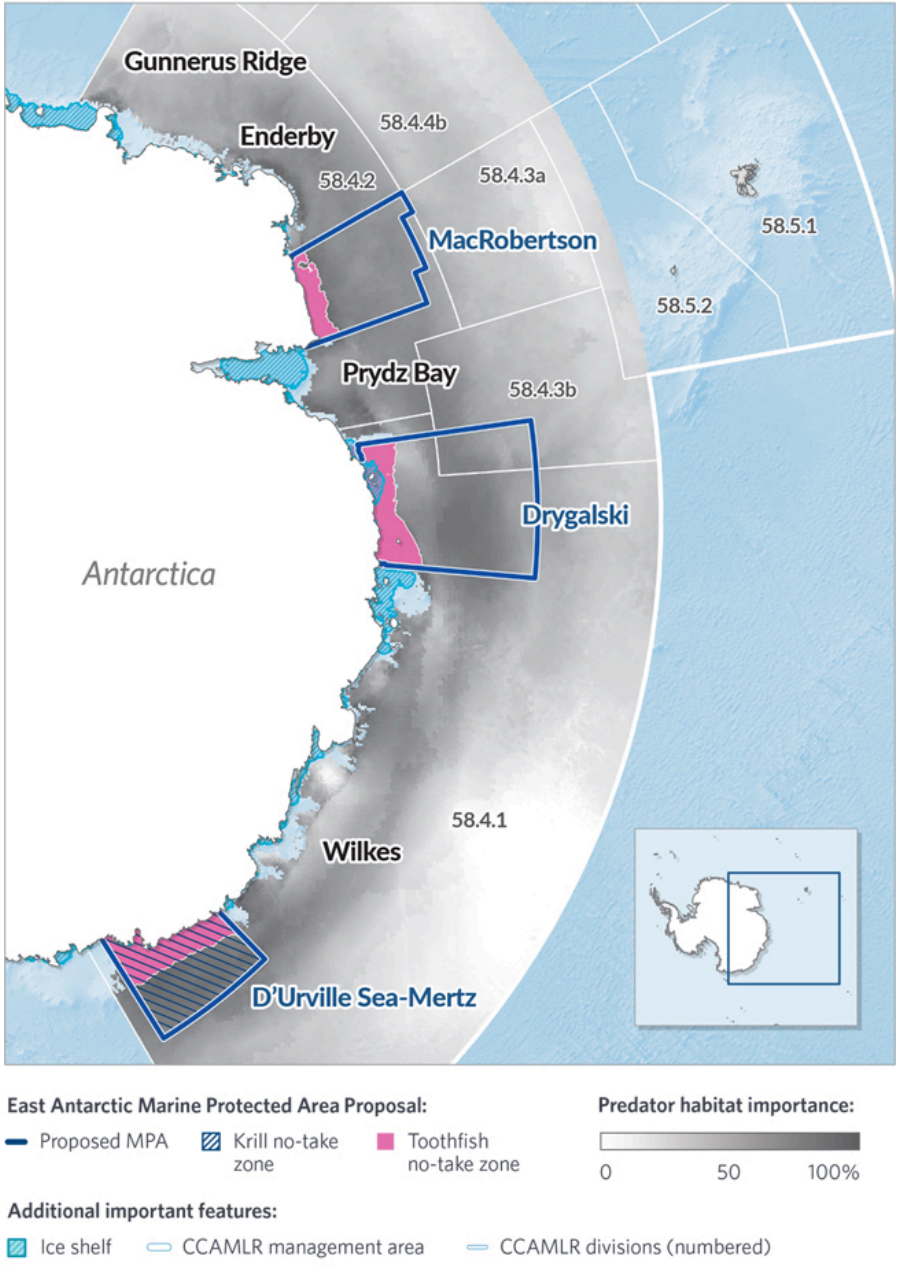 Gunnerus Ridge
58.4.4b
Enderby
58.4.2
58.4.3a
58.5.1
MacRobertson
58.5.2
Prydz Bay
58.4.3b
Drygalski
Antarctica
58.4.1
Wilkes
D'Urville Sea-Mertz
East Antarctic Marine Protected Area Proposal:
Proposed MPA
Krill no-take
zone
Toothfish
no-take zone
Predator habitat importance:
0 50 100%
Additional important features:
Ice shelf
CCAMLR management area
CCAMLR divisions (numbered)